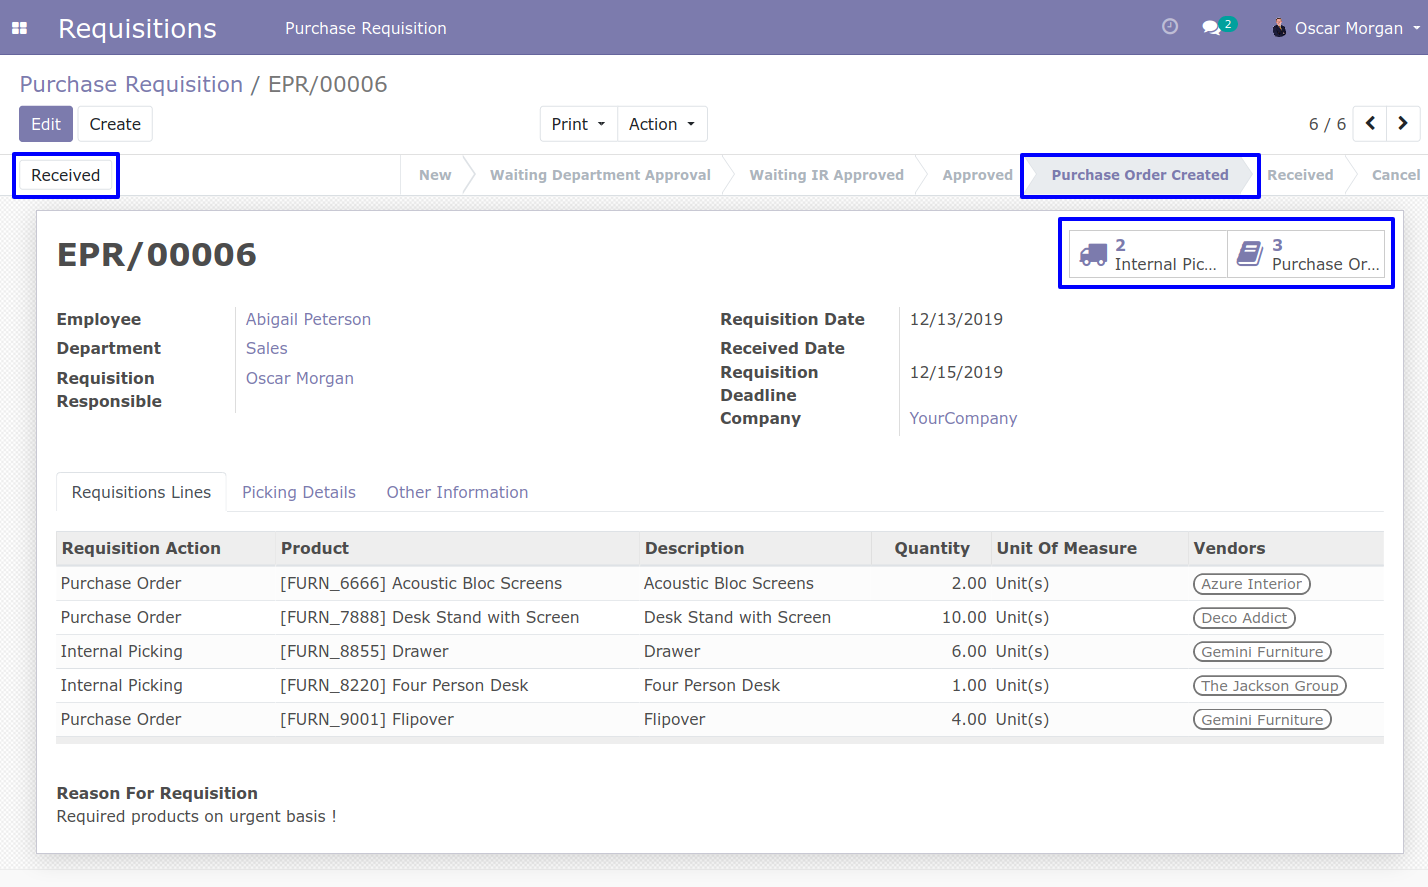 Requisitions Purchase Requisition 2 Oscar Morgan
Purchase Requisition / EPR/00006
Edit Create Print Action 6 / 6
Received New Waiting Department Approval Waiting IR Approved Approved Purchase Order Created Received Cancel
EPR/00006
2 Internal Pic...
3 Purchase Or...
Employee Abigail Peterson
Department Sales
Requisition Responsible Oscar Morgan
Requisition Date 12/13/2019
Received Date
Requisition Deadline 12/15/2019
Company YourCompany
Requisitions Lines Picking Details Other Information
Requisition Action Product Description Quantity Unit Of Measure Vendors
Purchase Order [FURN_6666] Acoustic Bloc Screens Acoustic Bloc Screens 2.00 Unit(s) Azure Interior
Purchase Order [FURN_7888] Desk Stand with Screen Desk Stand with Screen 10.00 Unit(s) Deco Addict
Internal Picking [FURN_8855] Drawer Drawer 6.00 Unit(s) Gemini Furniture
Internal Picking [FURN_8220] Four Person Desk Four Person Desk 1.00 Unit(s) The Jackson Group
Purchase Order [FURN_9001] Flipover Flipover 4.00 Unit(s) Gemini Furniture
Reason For Requisition
Required products on urgent basis !